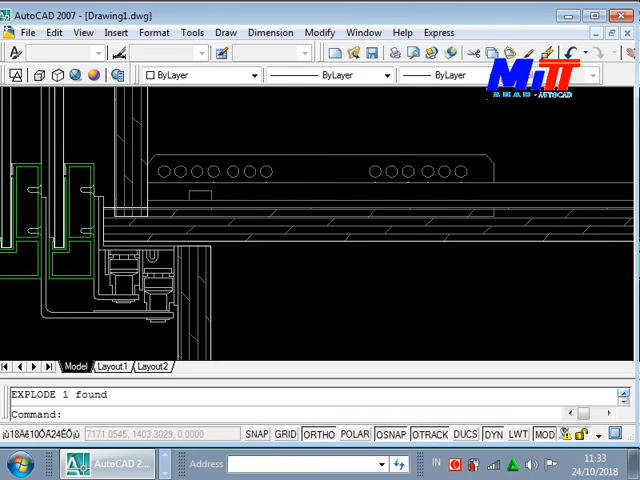 AutoCAD 2007 - [Drawing1.dwg]
File Edit View Insert Format Tools Draw Dimension Modify Window Help Express
ByLayer ByLayer ByLayer
MiTT
Model Layout1 Layout2
EXPLODE 1 found
Command:
7171.0545, 1403.3029, 0.0000 SNAP GRID ORTHO POLAR OSNAP OTRACK DUCS DYN LWT MOD
AutoCAD 2... Address IN 11:33
24/10/2018